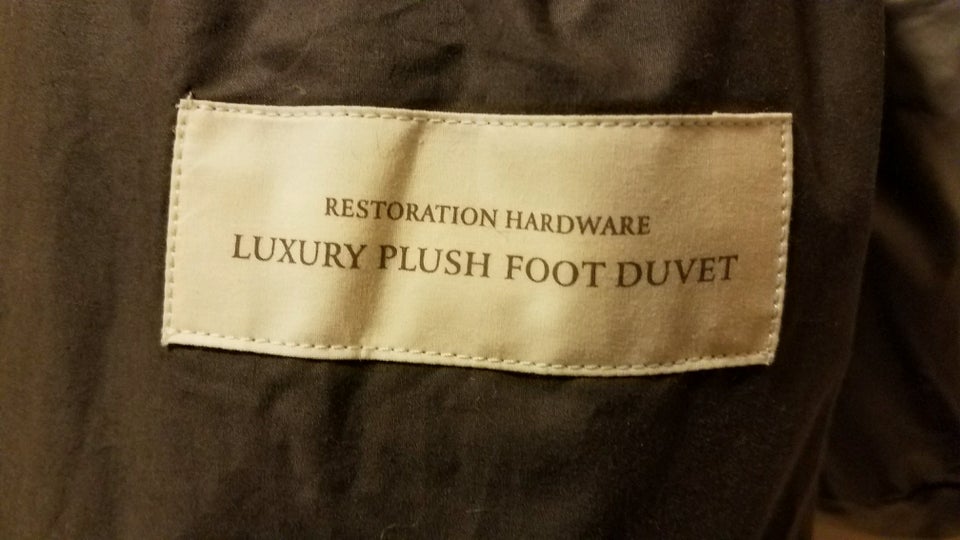 RESTORATION HARDWARE
LUXURY PLUSH FOOT DUVET